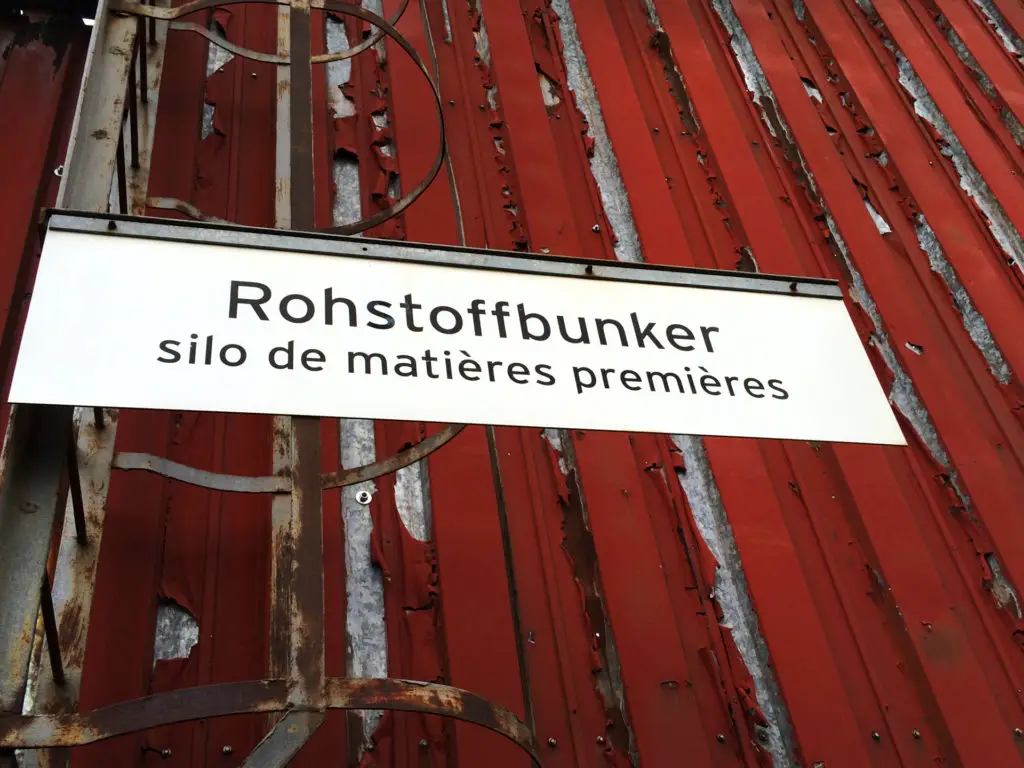 Rohstoffbunker
silo de matières premières